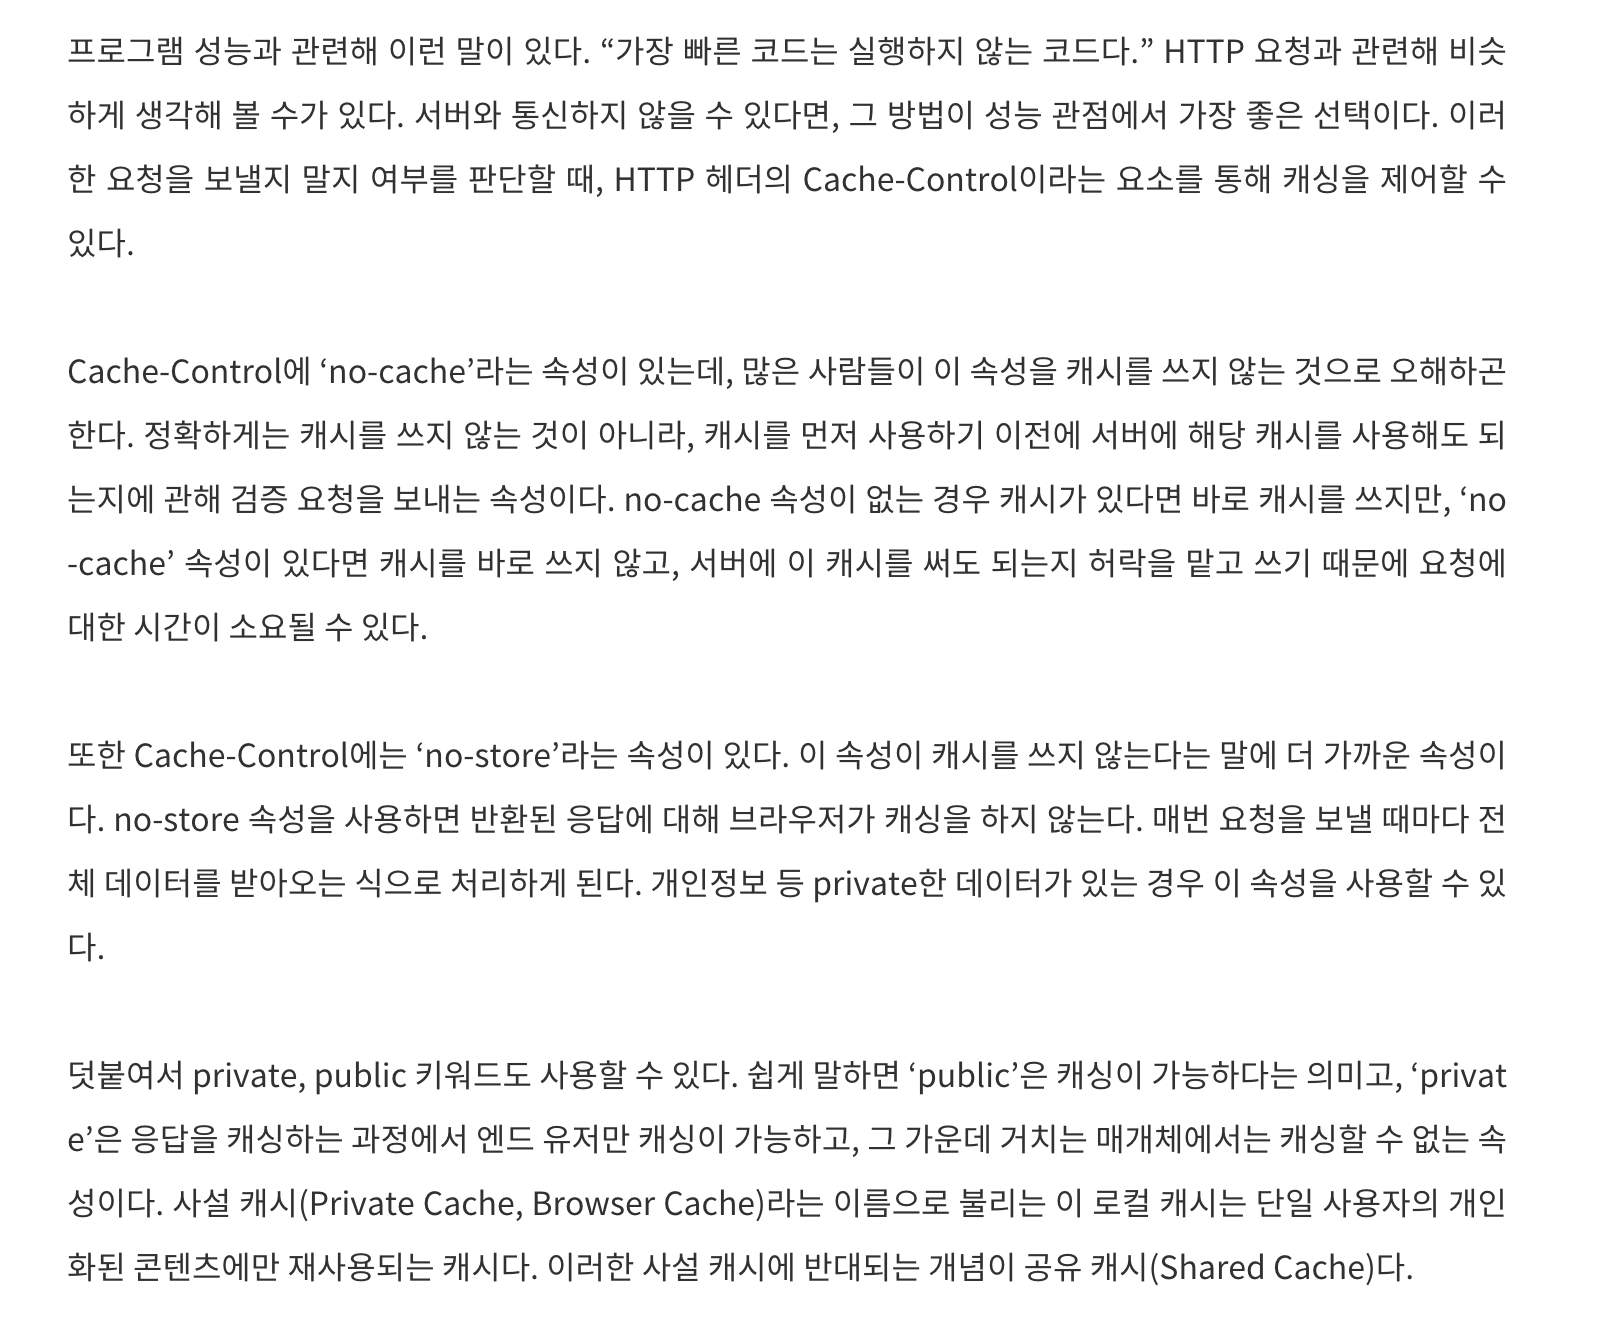 프로그램 성능과 관련해 이런 말이 있다. “가장 빠른 코드는 실행하지 않는 코드다.” HTTP 요청과 관련해 비슷
하게 생각해 볼 수가 있다. 서버와 통신하지 않을 수 있다면, 그 방법이 성능 관점에서 가장 좋은 선택이다. 이러
한 요청을 보낼지 말지 여부를 판단할 때, HTTP 헤더의 Cache-Control이라는 요소를 통해 캐싱을 제어할 수
있다.
Cache-Control에 ‘no-cache’라는 속성이 있는데, 많은 사람들이 이 속성을 캐시를 쓰지 않는 것으로 오해하곤
한다. 정확하게는 캐시를 쓰지 않는 것이 아니라, 캐시를 먼저 사용하기 이전에 서버에 해당 캐시를 사용해도 되
는지에 관해 검증 요청을 보내는 속성이다. no-cache 속성이 없는 경우 캐시가 있다면 바로 캐시를 쓰지만, ‘no
-cache’ 속성이 있다면 캐시를 바로 쓰지 않고, 서버에 이 캐시를 써도 되는지 허락을 맡고 쓰기 때문에 요청에
대한 시간이 소요될 수 있다.
또한 Cache-Control에는 ‘no-store’라는 속성이 있다. 이 속성이 캐시를 쓰지 않는다는 말에 더 가까운 속성이
다. no-store 속성을 사용하면 반환된 응답에 대해 브라우저가 캐싱을 하지 않는다. 매번 요청을 보낼 때마다 전
체 데이터를 받아오는 식으로 처리하게 된다. 개인정보 등 private한 데이터가 있는 경우 이 속성을 사용할 수 있
다.
덧붙여서 private, public 키워드도 사용할 수 있다. 쉽게 말하면 ‘public’은 캐싱이 가능하다는 의미고, ‘privat
e’은 응답을 캐싱하는 과정에서 엔드 유저만 캐싱이 가능하고, 그 가운데 거치는 매개체에서는 캐싱할 수 없는 속
성이다. 사설 캐시(Private Cache, Browser Cache)라는 이름으로 불리는 이 로컬 캐시는 단일 사용자의 개인
화된 콘텐츠에만 재사용되는 캐시다. 이러한 사설 캐시에 반대되는 개념이 공유 캐시(Shared Cache)다.